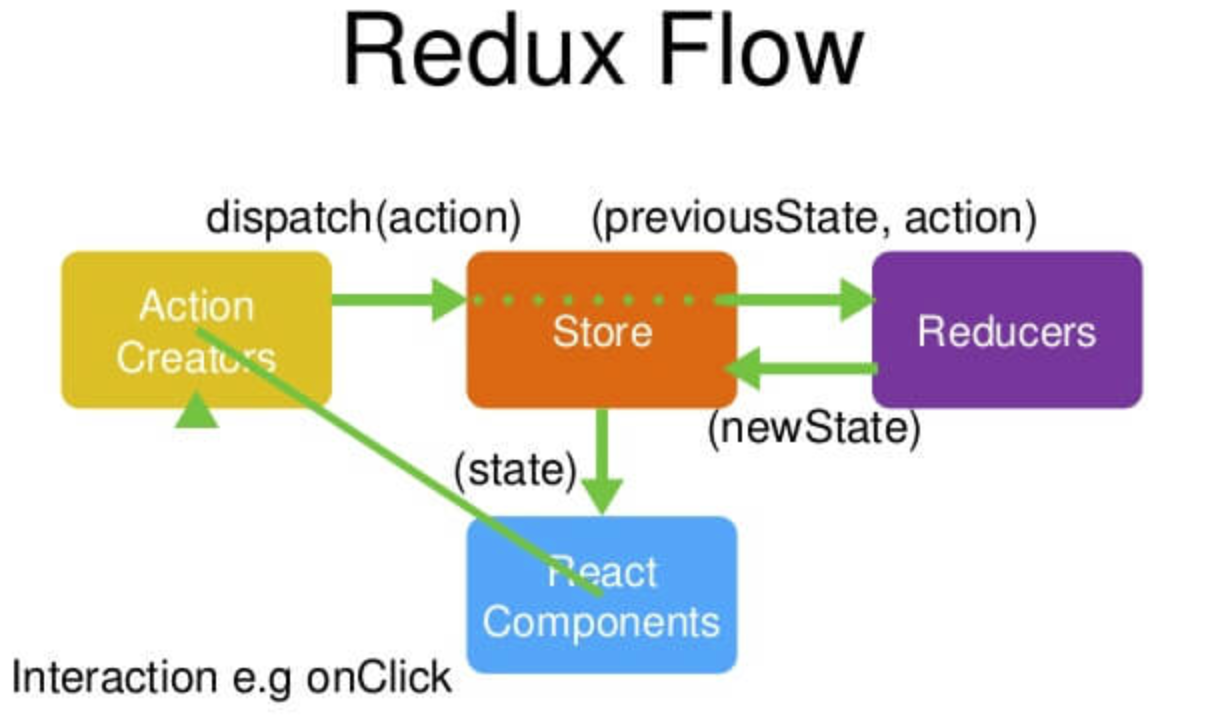 Redux Flow
dispatch(action)
(previousState, action)
Action
Creators
Store
Reducers
(newState)
(state)
React
Components
Interaction e.g onClick